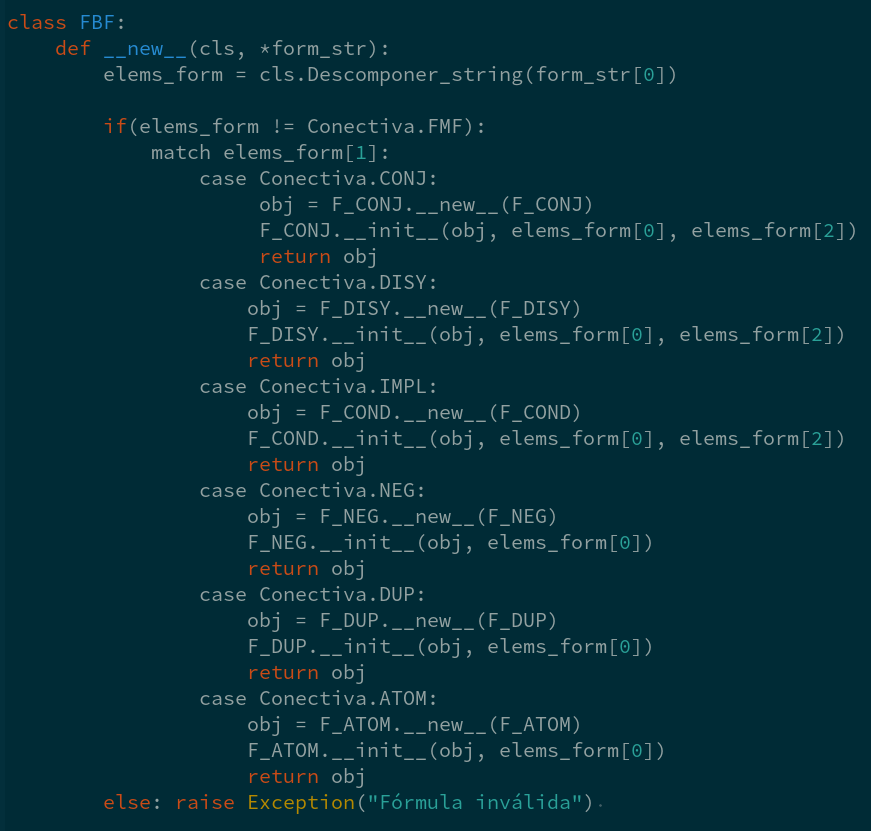 class FBF:
    def __new__(cls, *form_str):
        elems_form = cls.Descomponer_string(form_str[0])

        if(elems_form != Conectiva.FMF):
            match elems_form[1]:
                case Conectiva.CONJ:
                     obj = F_CONJ.__new__(F_CONJ)
                     F_CONJ.__init__(obj, elems_form[0], elems_form[2])
                     return obj
                case Conectiva.DISY:
                    obj = F_DISY.__new__(F_DISY)
                    F_DISY.__init__(obj, elems_form[0], elems_form[2])
                    return obj
                case Conectiva.IMPL:
                    obj = F_COND.__new__(F_COND)
                    F_COND.__init__(obj, elems_form[0], elems_form[2])
                    return obj
                case Conectiva.NEG:
                    obj = F_NEG.__new__(F_NEG)
                    F_NEG.__init__(obj, elems_form[0])
                    return obj
                case Conectiva.DUP:
                    obj = F_DUP.__new__(F_DUP)
                    F_DUP.__init__(obj, elems_form[0])
                    return obj
                case Conectiva.ATOM:
                    obj = F_ATOM.__new__(F_ATOM)
                    F_ATOM.__init__(obj, elems_form[0])
                    return obj
        else: raise Exception("Fórmula inválida")